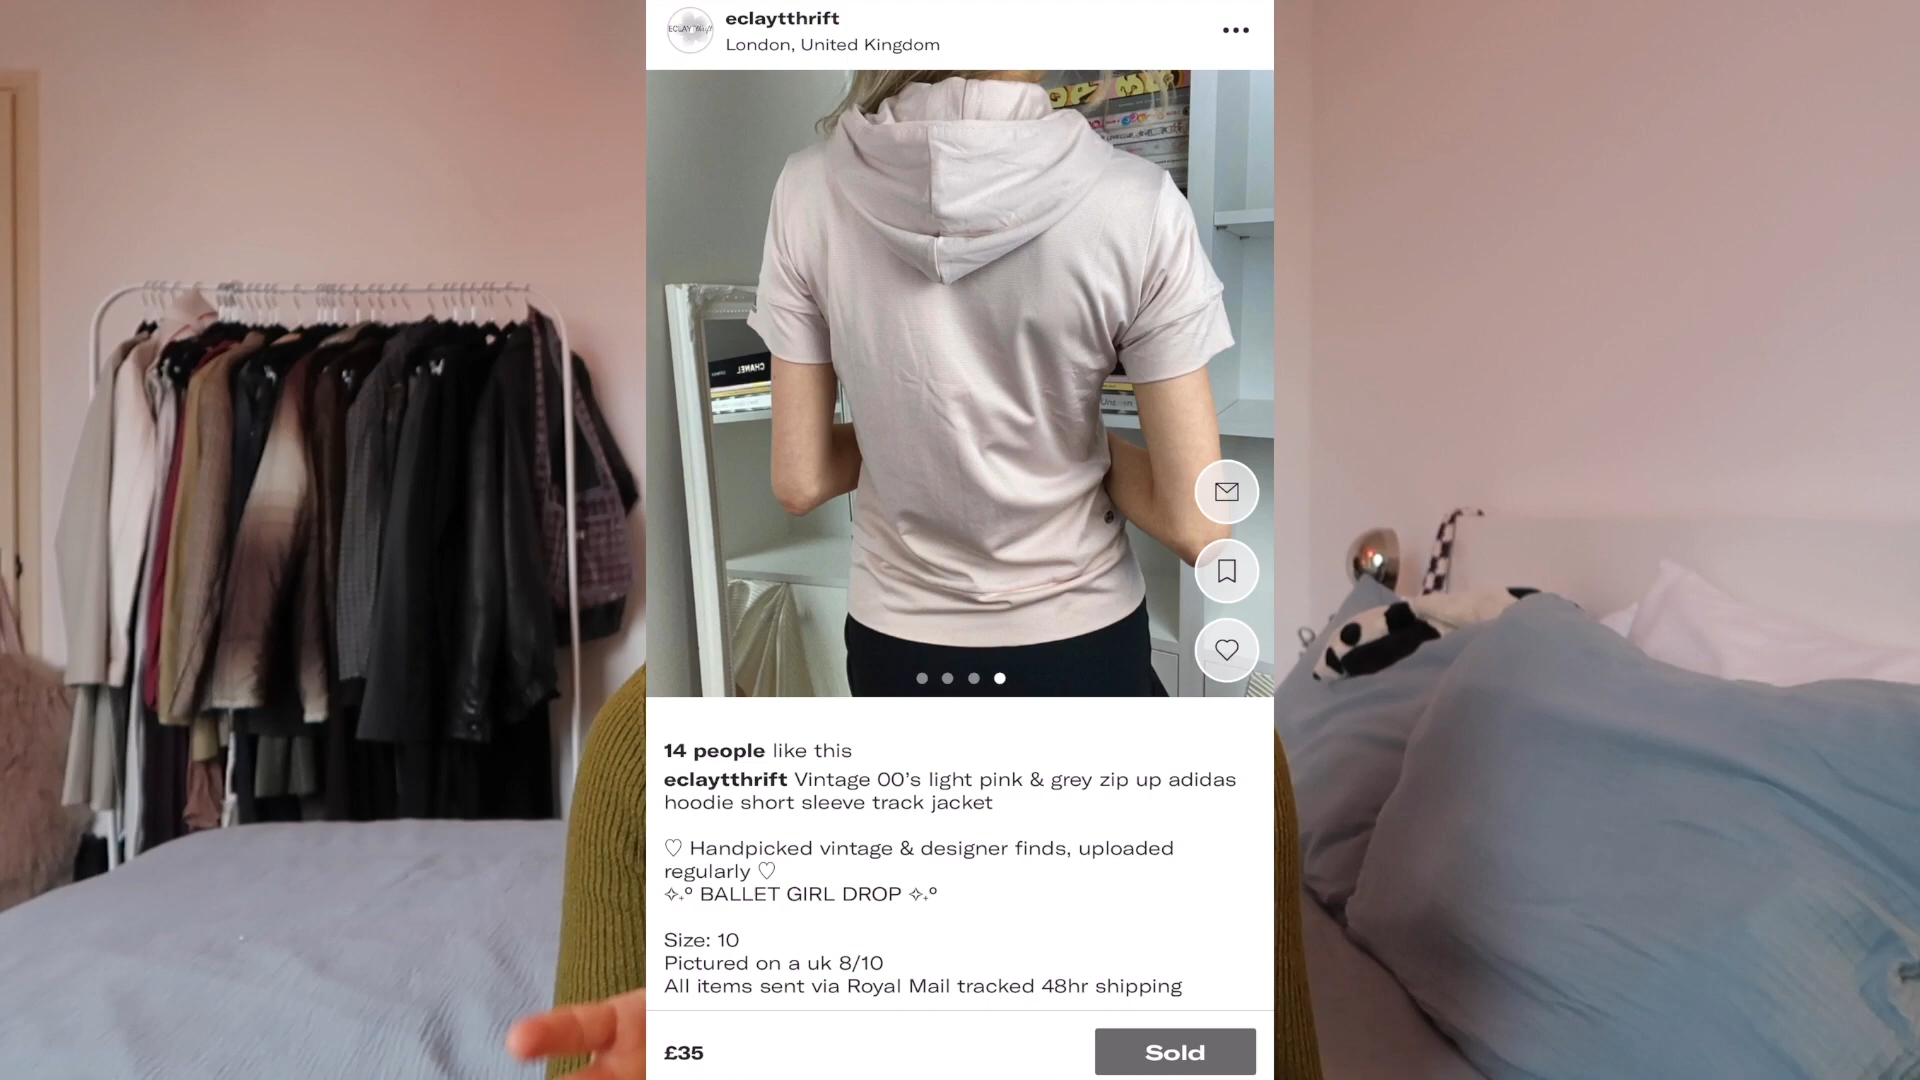 eclaytthrift
London, United Kingdom
CHANEL
14 people like this
eclaytthrift Vintage 00's light pink & grey zip up adidas
hoodie short sleeve track jacket
♡ Handpicked vintage & designer finds, uploaded
regularly ♡
✧˖° BALLET GIRL DROP ✧˖°
Size: 10
Pictured on a uk 8/10
All items sent via Royal Mail tracked 48hr shipping
£35
Sold